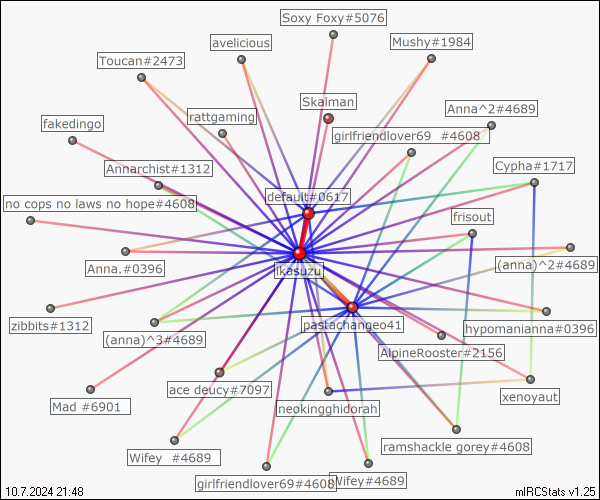 Soxy Foxy#5076
avelicious
Mushy#1984
Toucan#2473
Skalman
Anna^2#4689
rattgaming
fakedingo
girlfriendlover69 #4608
Annarchist#1312
Cypha#1717
default#0617
no cops no laws no hope#4608
frisout
Anna.#0396
(anna)^2#4689
ikasuzu
zibbits#1312
pastachangeo41
hypomanianna#0396
(anna)^3#4689
AlpineRooster#2156
ace deucy#7097
xenoyaut
Mad #6901
neokingghidorah
ramshackle gorey#4608
Wifey #4689
girlfriendlover69#4608
Wifey#4689
10.7.2024 21:48
mIRCStats v1.25